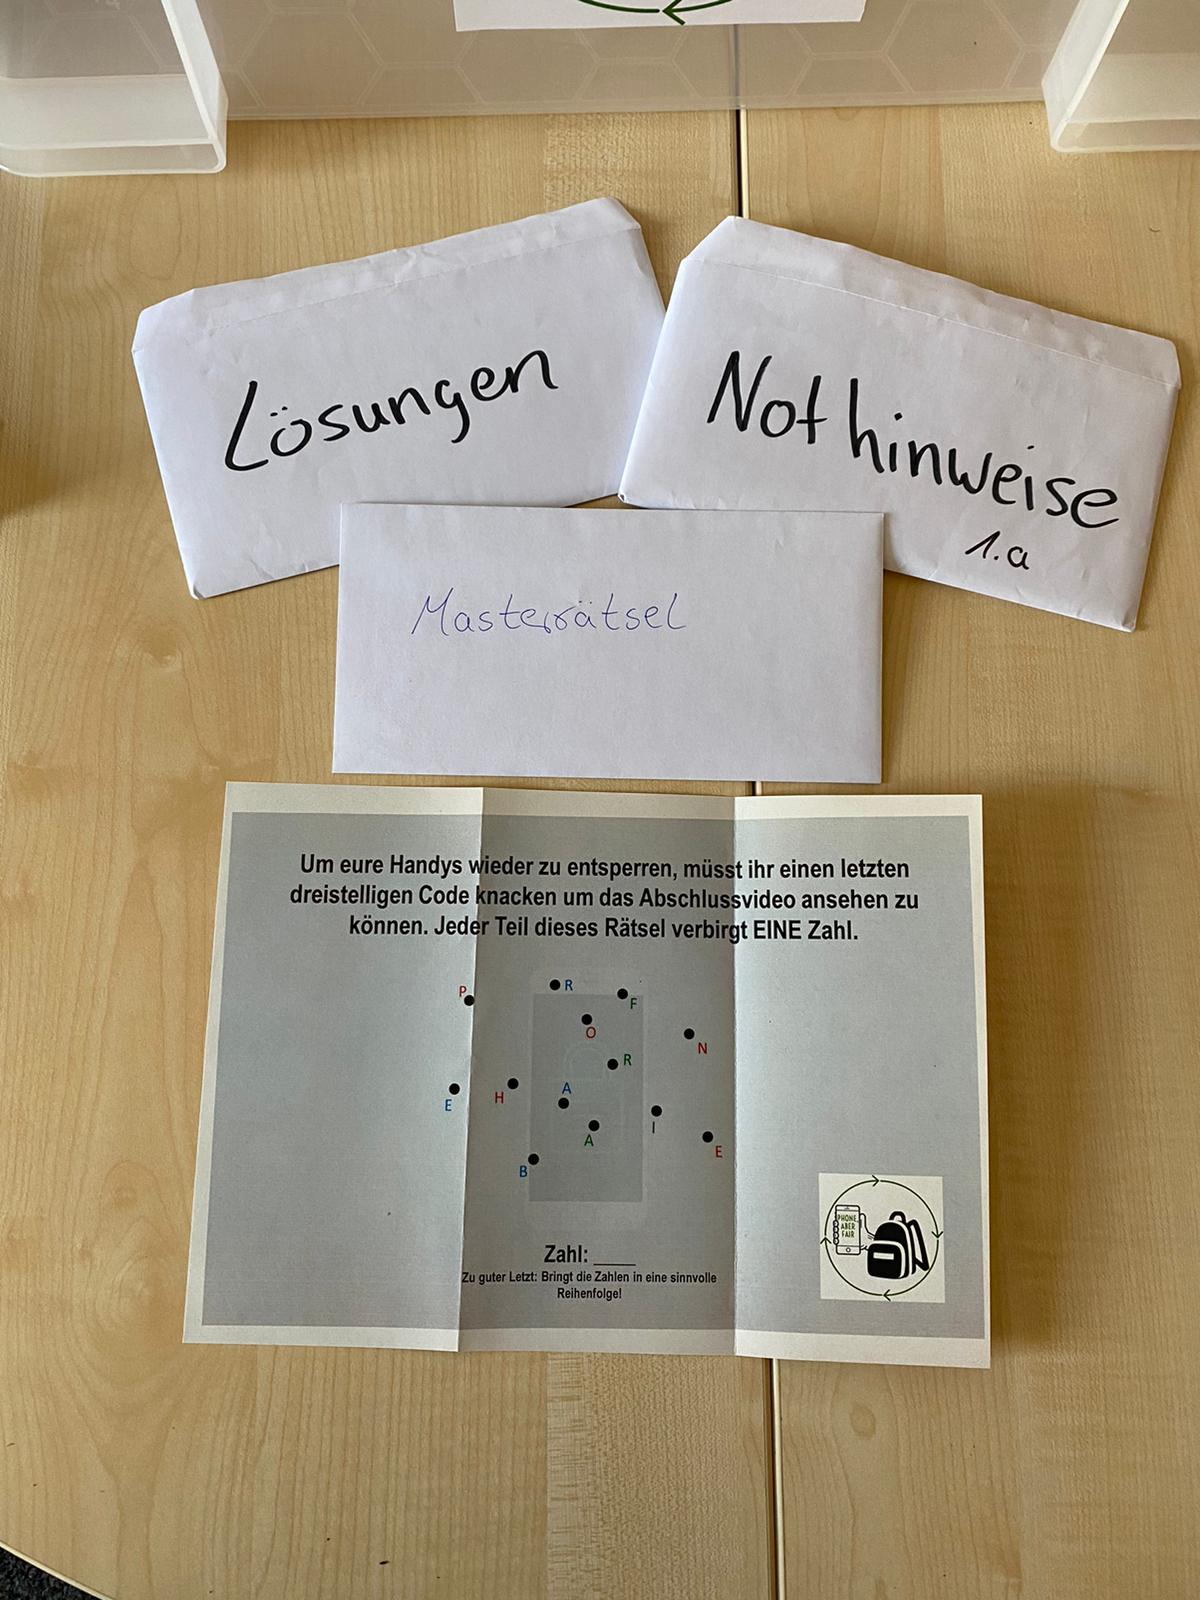 Lösungen
Nothinweise
1.a
Masterrätsel
Um eure Handys wieder zu entsperren, müsst ihr einen letzten
dreistelligen Code knacken um das Abschlussvideo ansehen zu
können. Jeder Teil dieses Rätsel verbirgt EINE Zahl.
P
R
F
O
N
R
H
A
E
I
A
E
B
PHONE,
ABER
FAIR
Zahl: ____
Zu guter Letzt: Bringt die Zahlen in eine sinnvolle
Reihenfolge!